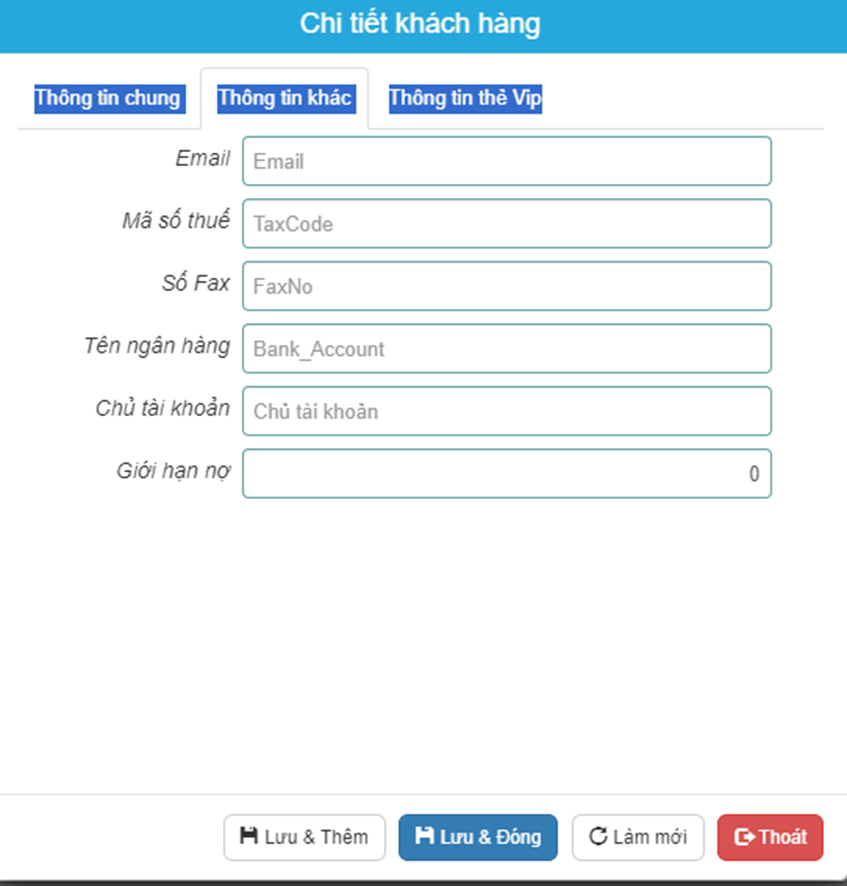 Chi tiết khách hàng
Thông tin chung Thông tin khác Thông tin thẻ Vip
Email Email
Mã số thuế TaxCode
Số Fax FaxNo
Tên ngân hàng Bank_Account
Chủ tài khoản Chủ tài khoản
Giới hạn nợ 0
Lưu & Thêm Lưu & Đóng Làm mới Thoát